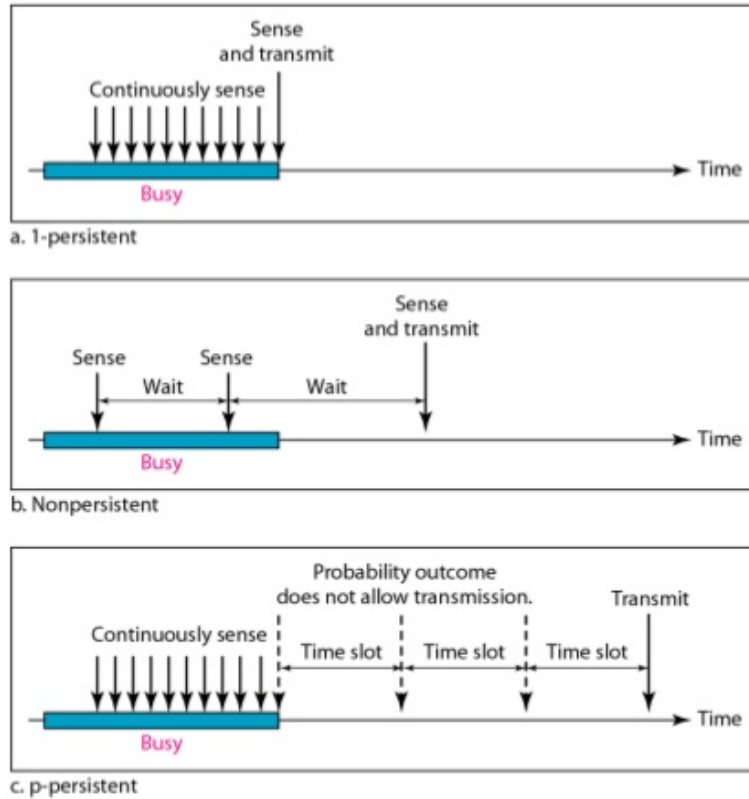 Sense
and transmit
Continuously sense
Time
Busy
a. 1-persistent
Sense
and transmit
Sense
Sense
Wait
Wait
Time
Busy
b. Nonpersistent
Probability outcome
does not allow transmission.
Transmit
Continuously sense
Time slot
Time slot
Time slot
Time
Busy
c. p-persistent